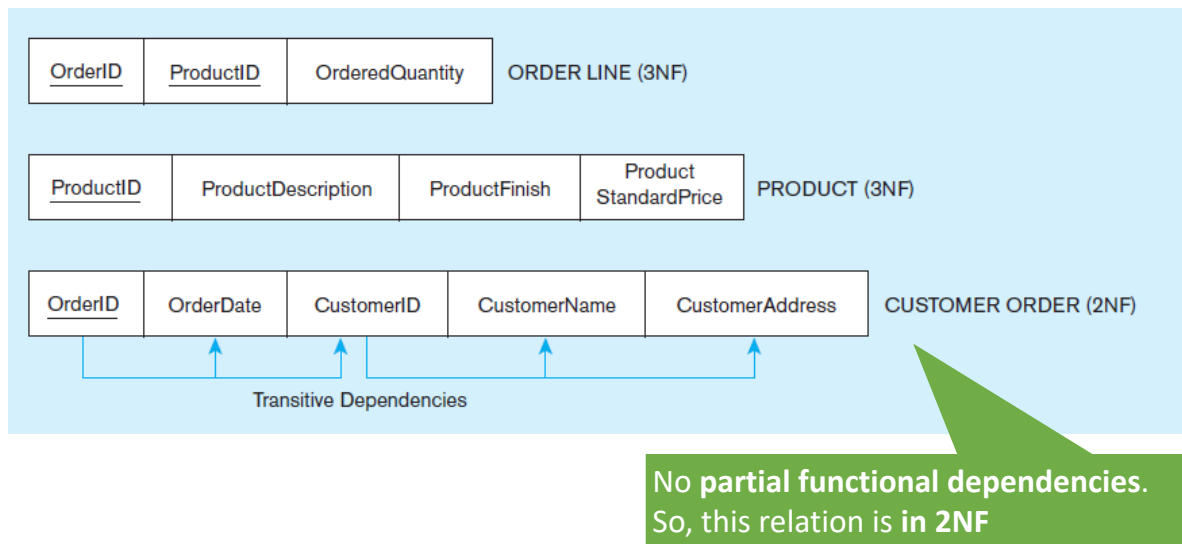 OrderID ProductID OrderedQuantity ORDER LINE (3NF)
ProductID ProductDescription ProductFinish Product StandardPrice PRODUCT (3NF)
OrderID OrderDate CustomerID CustomerName CustomerAddress CUSTOMER ORDER (2NF)
Transitive Dependencies
No partial functional dependencies.
So, this relation is in 2NF